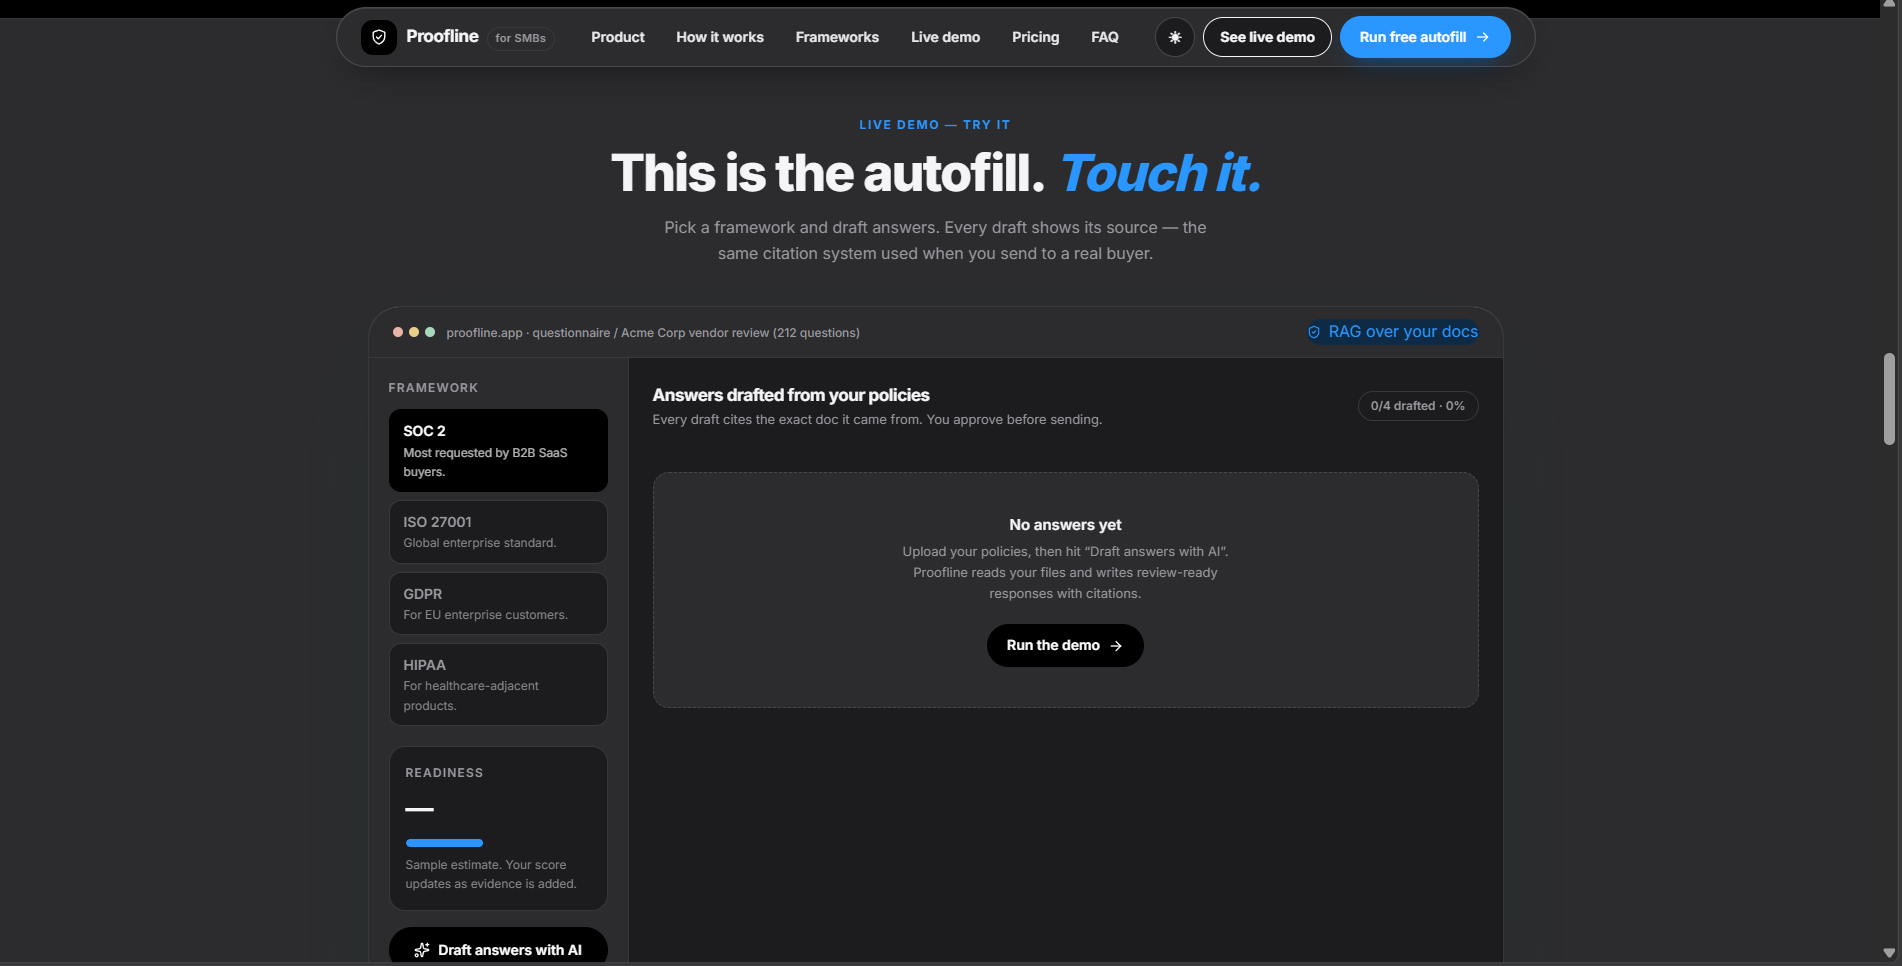 Proofline
for SMBs
Product
How it works
Frameworks
Live demo
Pricing
FAQ
See live demo
Run free autofill
LIVE DEMO — TRY IT
This is the autofill. Touch it.
Pick a framework and draft answers. Every draft shows its source — the
same citation system used when you send to a real buyer.
proofline.app · questionnaire / Acme Corp vendor review (212 questions)
RAG over your docs
FRAMEWORK
SOC 2
Most requested by B2B SaaS
buyers.
ISO 27001
Global enterprise standard.
GDPR
For EU enterprise customers.
HIPAA
For healthcare-adjacent
products.
READINESS
—
Sample estimate. Your score
updates as evidence is added.
Draft answers with AI
Answers drafted from your policies
Every draft cites the exact doc it came from. You approve before sending.
0/4 drafted · 0%
No answers yet
Upload your policies, then hit “Draft answers with AI”.
Proofline reads your files and writes review-ready
responses with citations.
Run the demo